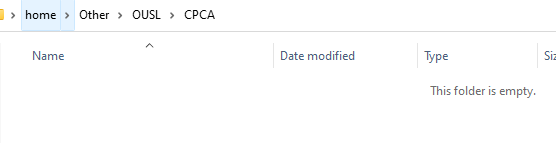 home > Other > OUSL > CPCA
Name Date modified Type Siz
This folder is empty.